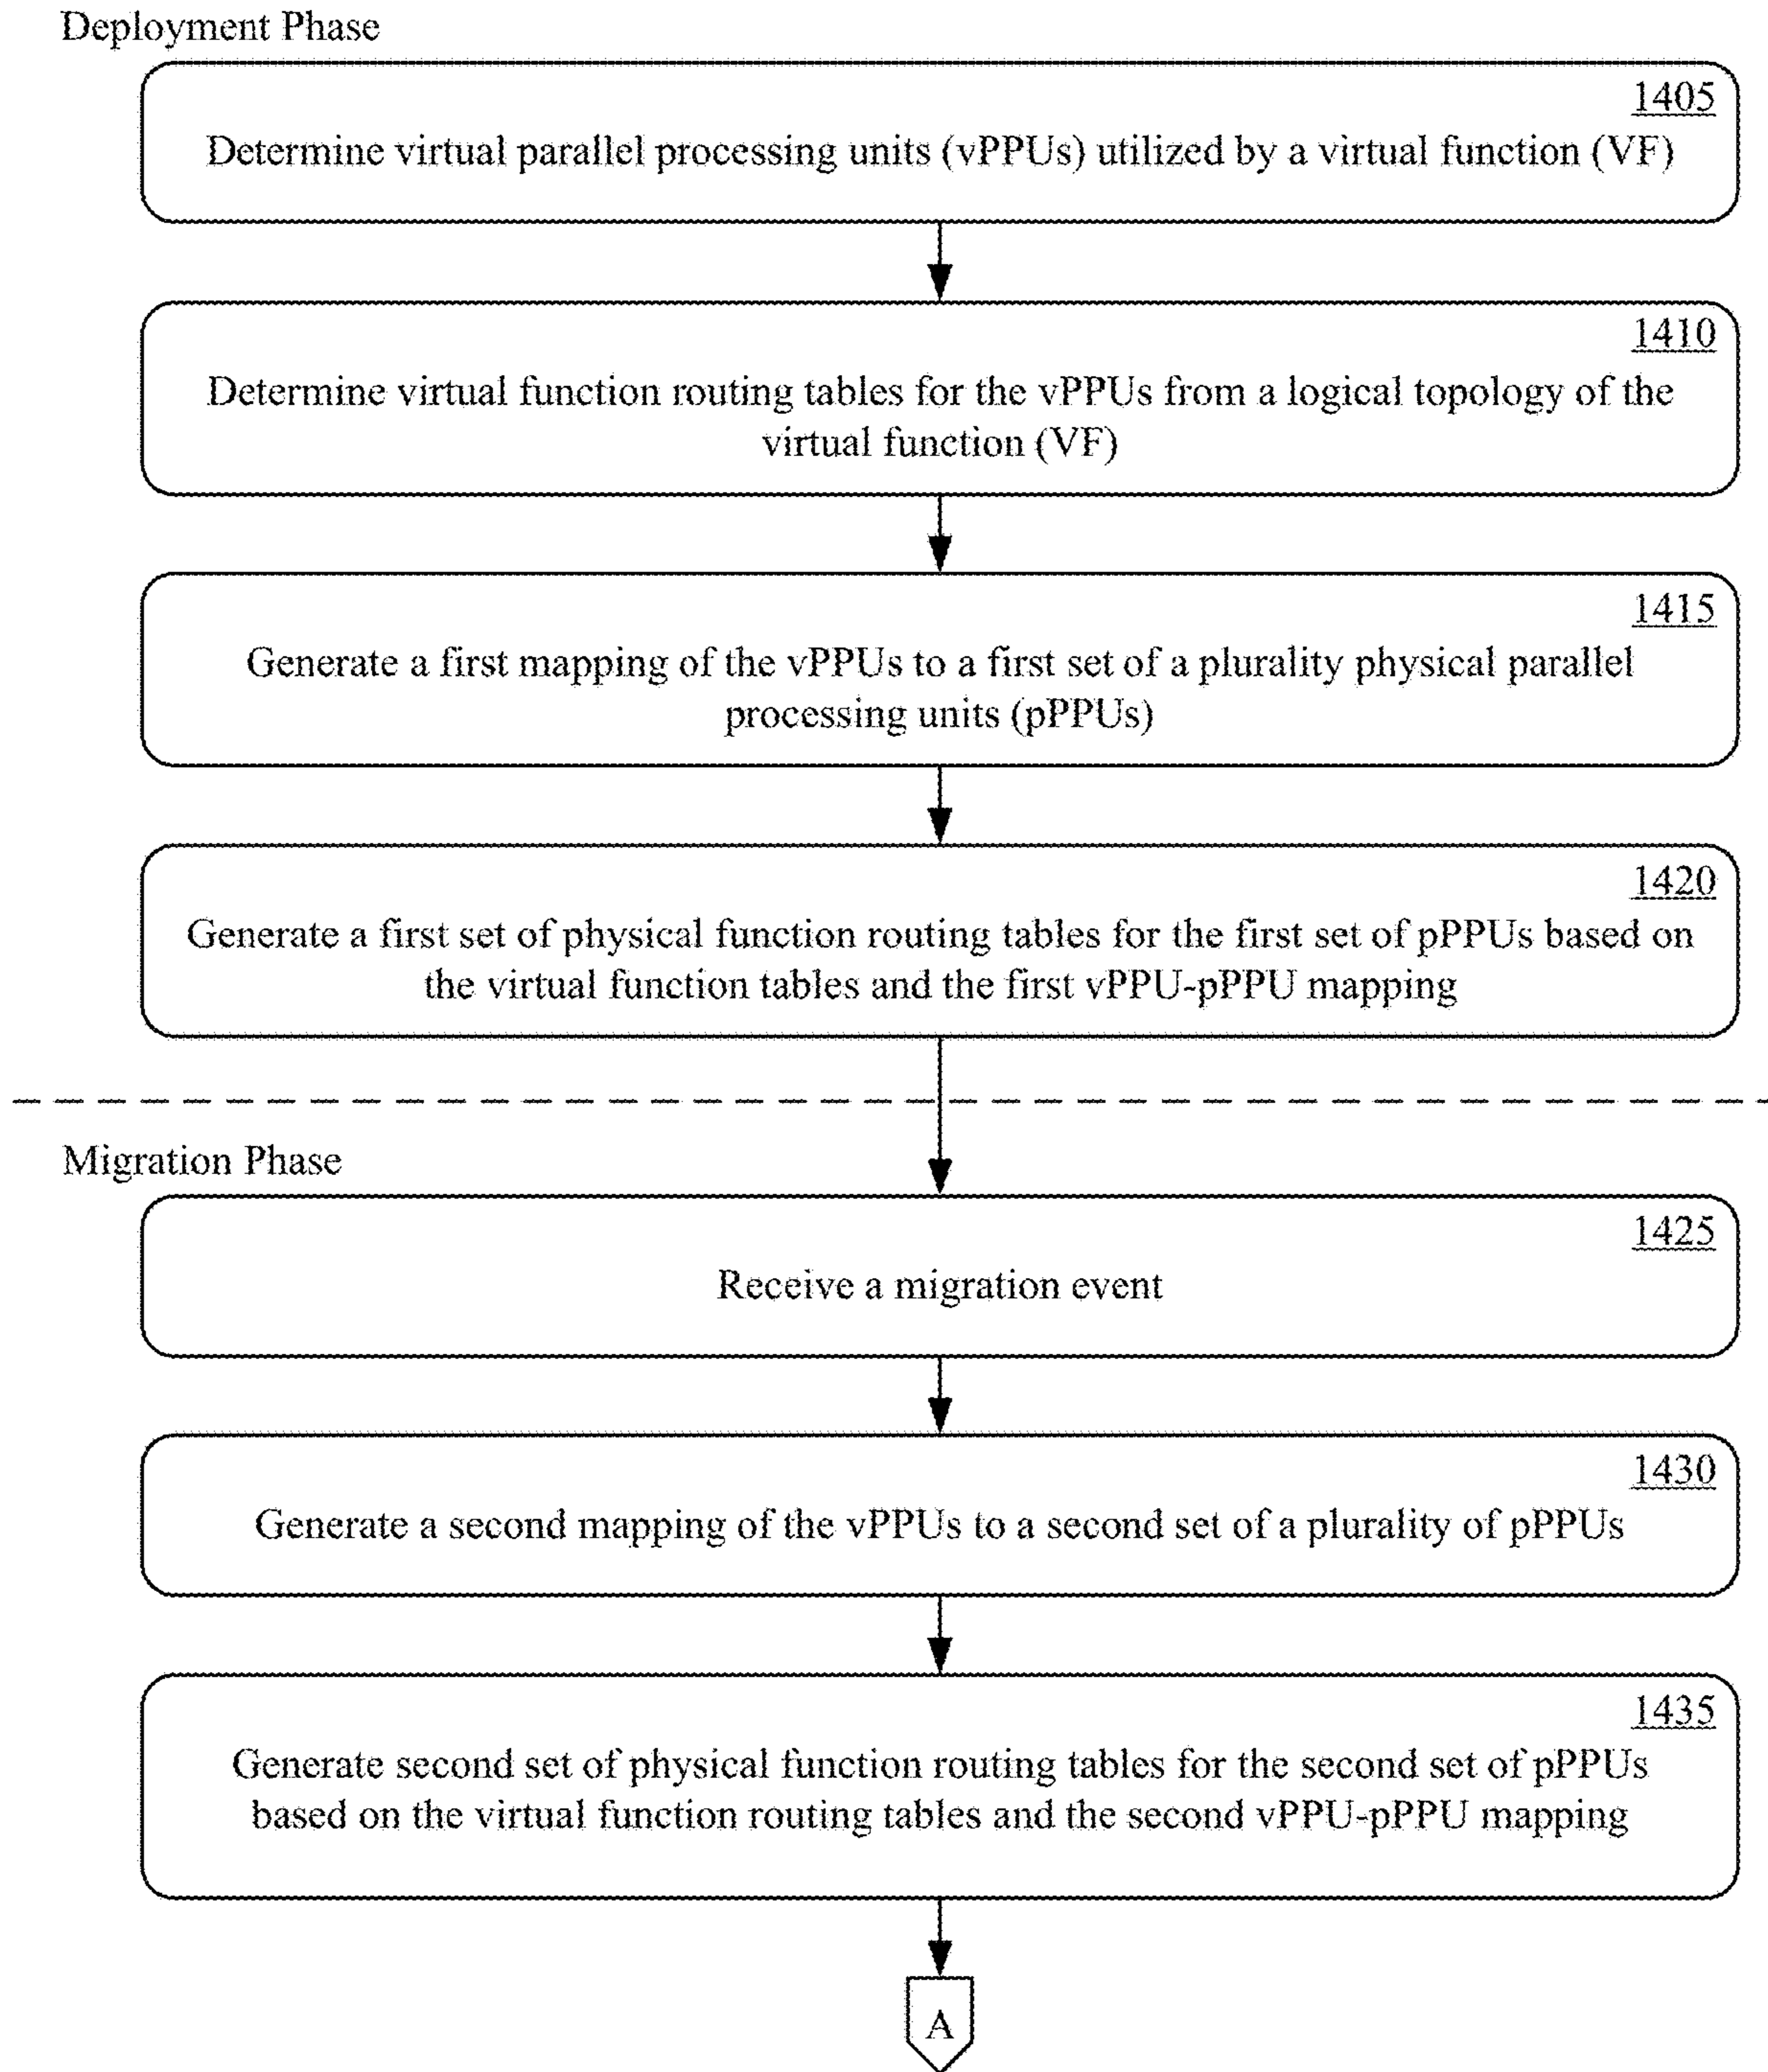 Deployment Phase
1405
Determine virtual parallel processing units (vPPUs) utilized by a virtual function (VF)
1410
Determine virtual function routing tables for the vPPUs from a logical topology of the
virtual function (VF)
1415
Generate a first mapping of the vPPUs to a first set of a plurality physical parallel
processing units (pPPUs)
1420
Generate a first set of physical function routing tables for the first set of pPPUs based on
the virtual function tables and the first vPPU-pPPU mapping
Migration Phase
1425
Receive a migration event
1430
Generate a second mapping of the vPPUs to a second set of a plurality of pPPUs
1435
Generate second set of physical function routing tables for the second set of pPPUs
based on the virtual function routing tables and the second vPPU-pPPU mapping
A